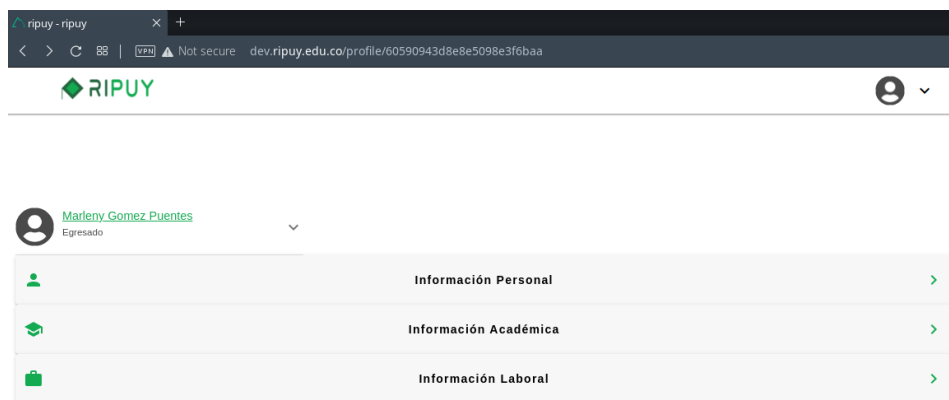 ripuy - ripuy
VPN Not secure dev.ripuy.edu.co/profile/60590943d8e8e5098e3f6baa
RIPUY
Marleny Gomez Puentes
Egresado
Información Personal
Información Académica
Información Laboral